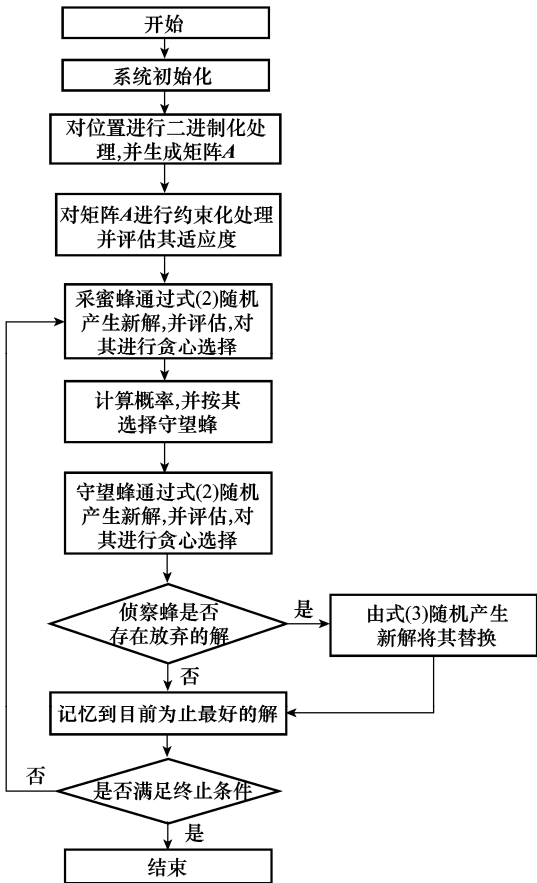 开始
系统初始化
对位置进行二进制化处
理,并生成矩阵A
对矩阵A进行约束化处理
并评估其适应度
采蜜蜂通过式(2)随机
产生新解,并评估,对
其进行贪心选择
计算概率,并按其
选择守望蜂
守望蜂通过式(2)随机
产生新解,并评估,对
其进行贪心选择
侦察蜂是否
存在放弃的解
是
由式(3)随机产生
新解将其替换
否
记忆到目前为止最好的解
否
是否满足终止条件
是
结束